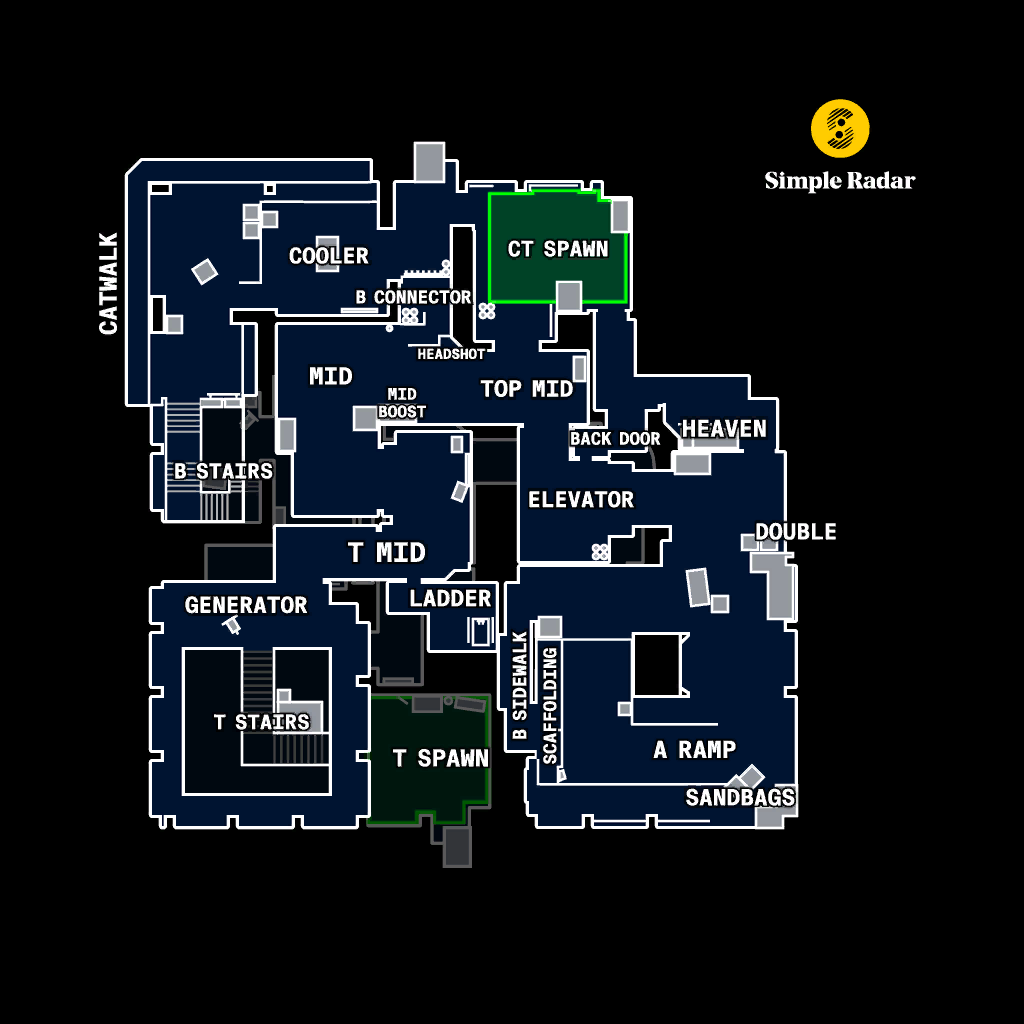 Simple Radar
CATWALK
COOLER
CT SPAWN
B CONNECTOR
HEADSHOT
MID
MID
BOOST
TOP MID
BACK DOOR
HEAVEN
B STAIRS
ELEVATOR
DOUBLE
T MID
GENERATOR
LADDER
B SIDEWALK
SCAFFOLDING
T STAIRS
T SPAWN
A RAMP
SANDBAGS